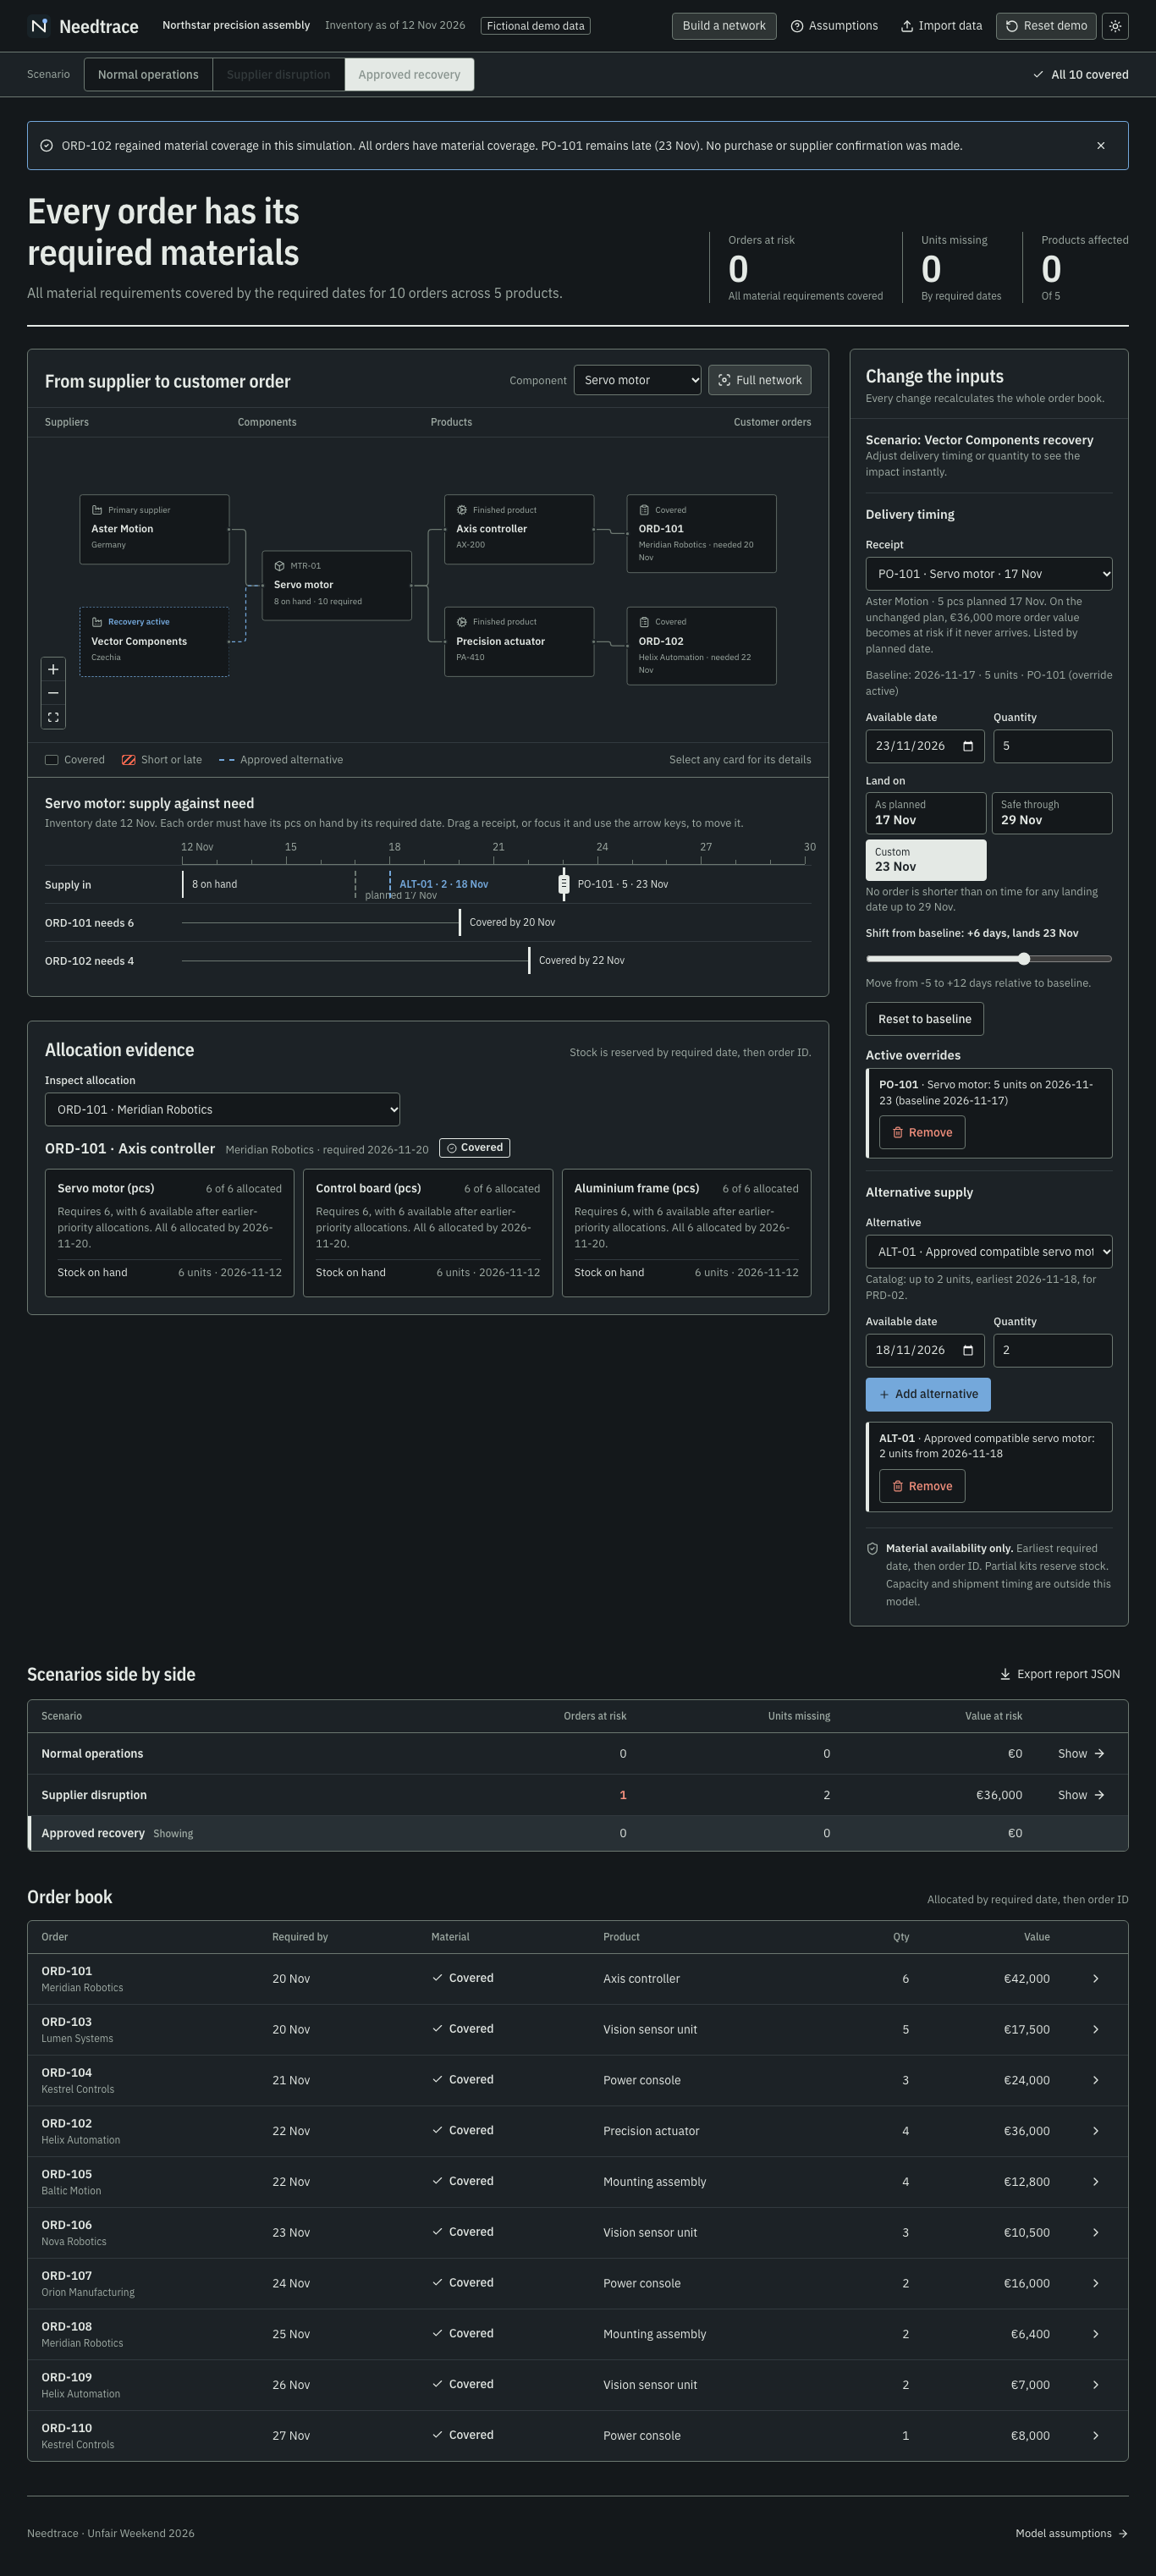 Needtrace
Northstar precision assembly
Inventory as of 12 Nov 2026
Fictional demo data
Build a network
Assumptions
Import data
Reset demo
Scenario
Normal operations
Supplier disruption
Approved recovery
All 10 covered
ORD-102 regained material coverage in this simulation. All orders have material coverage. PO-101 remains late (23 Nov). No purchase or supplier confirmation was made.
Every order has its
required materials
All material requirements covered by the required dates for 10 orders across 5 products.
Orders at risk
0
All material requirements covered
Units missing
0
By required dates
Products affected
0
Of 5
From supplier to customer order
Component
Servo motor
Full network
Suppliers
Components
Products
Customer orders
Primary supplier
Aster Motion
Germany
Recovery active
Vector Components
Czechia
MTR-01
Servo motor
8 on hand · 10 required
Finished product
Axis controller
AX-200
Finished product
Precision actuator
PA-410
Covered
ORD-101
Meridian Robotics · needed 20
Nov
Covered
ORD-102
Helix Automation · needed 22
Nov
Covered
Short or late
Approved alternative
Select any card for its details
Servo motor: supply against need
Inventory date 12 Nov. Each order must have its pcs on hand by its required date. Drag a receipt, or focus it and use the arrow keys, to move it.
12 Nov
15
18
21
24
27
30
Supply in
8 on hand
ALT-01 · 2 · 18 Nov
planned 17 Nov
PO-101 · 5 · 23 Nov
ORD-101 needs 6
Covered by 20 Nov
ORD-102 needs 4
Covered by 22 Nov
Allocation evidence
Stock is reserved by required date, then order ID.
Inspect allocation
ORD-101 · Meridian Robotics
ORD-101 · Axis controller
Meridian Robotics · required 2026-11-20
Covered
Servo motor (pcs)
6 of 6 allocated
Requires 6, with 6 available after earlier-
priority allocations. All 6 allocated by 2026-
11-20.
Stock on hand
6 units · 2026-11-12
Control board (pcs)
6 of 6 allocated
Requires 6, with 6 available after earlier-
priority allocations. All 6 allocated by 2026-
11-20.
Stock on hand
6 units · 2026-11-12
Aluminium frame (pcs)
6 of 6 allocated
Requires 6, with 6 available after earlier-
priority allocations. All 6 allocated by 2026-
11-20.
Stock on hand
6 units · 2026-11-12
Change the inputs
Every change recalculates the whole order book.
Scenario: Vector Components recovery
Adjust delivery timing or quantity to see the
impact instantly.
Delivery timing
Receipt
PO-101 · Servo motor · 17 Nov
Aster Motion · 5 pcs planned 17 Nov. On the
unchanged plan, €36,000 more order value
becomes at risk if it never arrives. Listed by
planned date.
Baseline: 2026-11-17 · 5 units · PO-101 (override
active)
Available date
Quantity
23/11/2026
5
Land on
As planned
17 Nov
Safe through
29 Nov
Custom
23 Nov
No order is shorter than on time for any landing
date up to 29 Nov.
Shift from baseline: +6 days, lands 23 Nov
Move from -5 to +12 days relative to baseline.
Reset to baseline
Active overrides
PO-101 · Servo motor: 5 units on 2026-11-
23 (baseline 2026-11-17)
Remove
Alternative supply
Alternative
ALT-01 · Approved compatible servo mot
Catalog: up to 2 units, earliest 2026-11-18, for
PRD-02.
Available date
Quantity
18/11/2026
2
Add alternative
ALT-01 · Approved compatible servo motor:
2 units from 2026-11-18
Remove
Material availability only. Earliest required
date, then order ID. Partial kits reserve stock.
Capacity and shipment timing are outside this
model.
Scenarios side by side
Export report JSON
Scenario
Orders at risk
Units missing
Value at risk
Normal operations
0
0
€0
Show
Supplier disruption
1
2
€36,000
Show
Approved recovery
Showing
0
0
€0
Order book
Allocated by required date, then order ID
Order
Required by
Material
Product
Qty
Value
ORD-101
Meridian Robotics
20 Nov
Covered
Axis controller
6
€42,000
ORD-103
Lumen Systems
20 Nov
Covered
Vision sensor unit
5
€17,500
ORD-104
Kestrel Controls
21 Nov
Covered
Power console
3
€24,000
ORD-102
Helix Automation
22 Nov
Covered
Precision actuator
4
€36,000
ORD-105
Baltic Motion
22 Nov
Covered
Mounting assembly
4
€12,800
ORD-106
Nova Robotics
23 Nov
Covered
Vision sensor unit
3
€10,500
ORD-107
Orion Manufacturing
24 Nov
Covered
Power console
2
€16,000
ORD-108
Meridian Robotics
25 Nov
Covered
Mounting assembly
2
€6,400
ORD-109
Helix Automation
26 Nov
Covered
Vision sensor unit
2
€7,000
ORD-110
Kestrel Controls
27 Nov
Covered
Power console
1
€8,000
Needtrace · Unfair Weekend 2026
Model assumptions